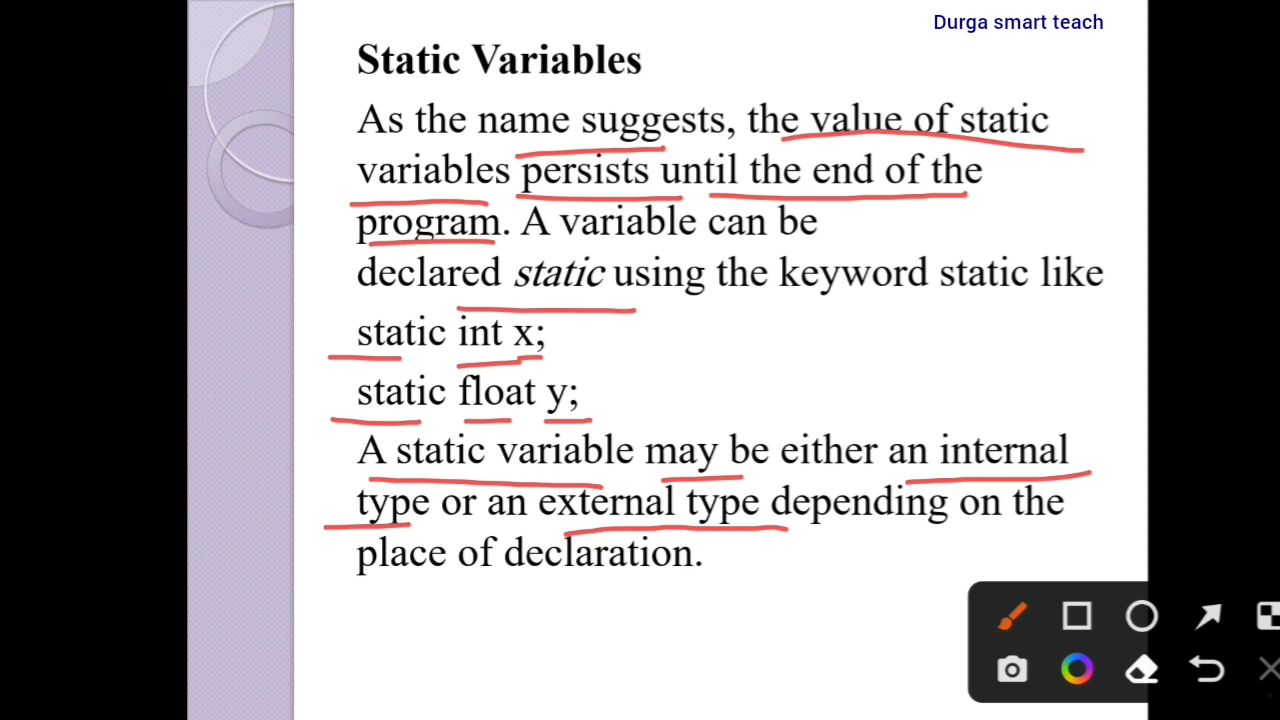 Durga smart teach
Static Variables
As the name suggests, the value of static
variables persists until the end of the
program. A variable can be
declared static using the keyword static like
static int x;
static float y;
A static variable may be either an internal
type or an external type depending on the
place of declaration.